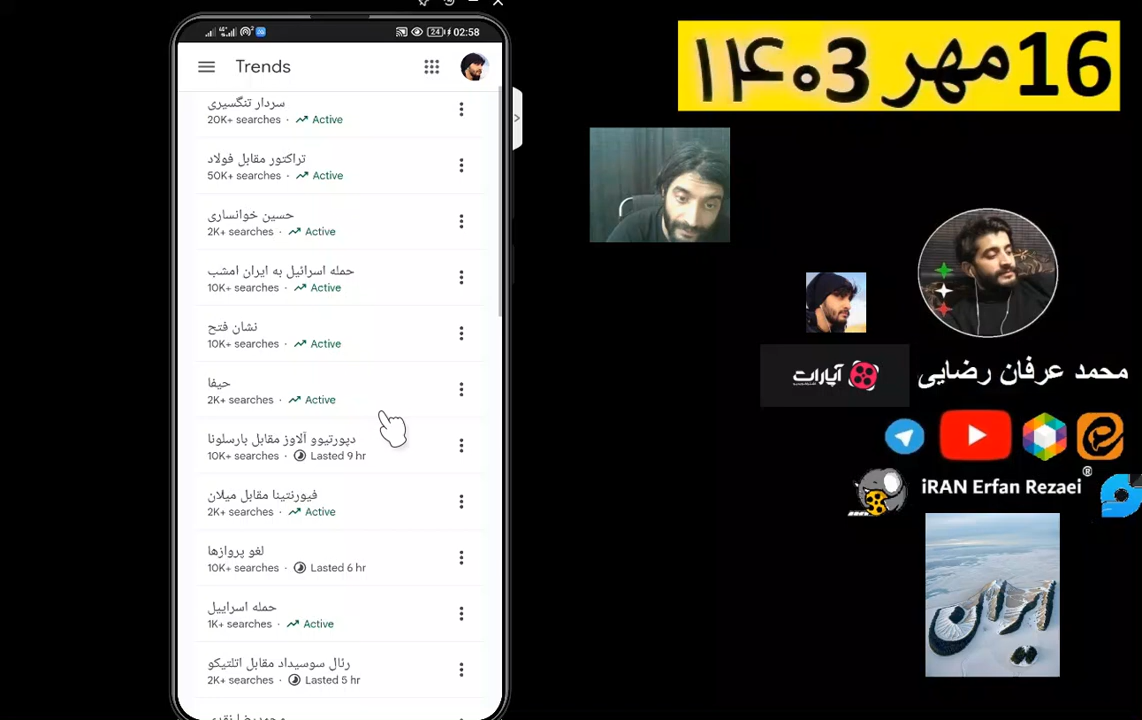 24
02:58
Trends
سردار تنگسیری
20K+ searches · Active
تراکتور مقابل فولاد
50K+ searches · Active
حسین خوانساری
2K+ searches · Active
حمله اسرائیل به ایران امشب
10K+ searches · Active
نشان فتح
10K+ searches · Active
حیفا
2K+ searches · Active
دپورتیوو آلاوز مقابل بارسلونا
10K+ searches · Lasted 9 hr
فیورنتینا مقابل میلان
2K+ searches · Active
لغو پروازها
10K+ searches · Lasted 6 hr
حمله اسراییل
1K+ searches · Active
رئال سوسیداد مقابل اتلتیکو
2K+ searches · Lasted 5 hr
16 مهر ۱۴۰3
آپارات
محمد عرفان رضایی
iRAN Erfan Rezaei®
ایران